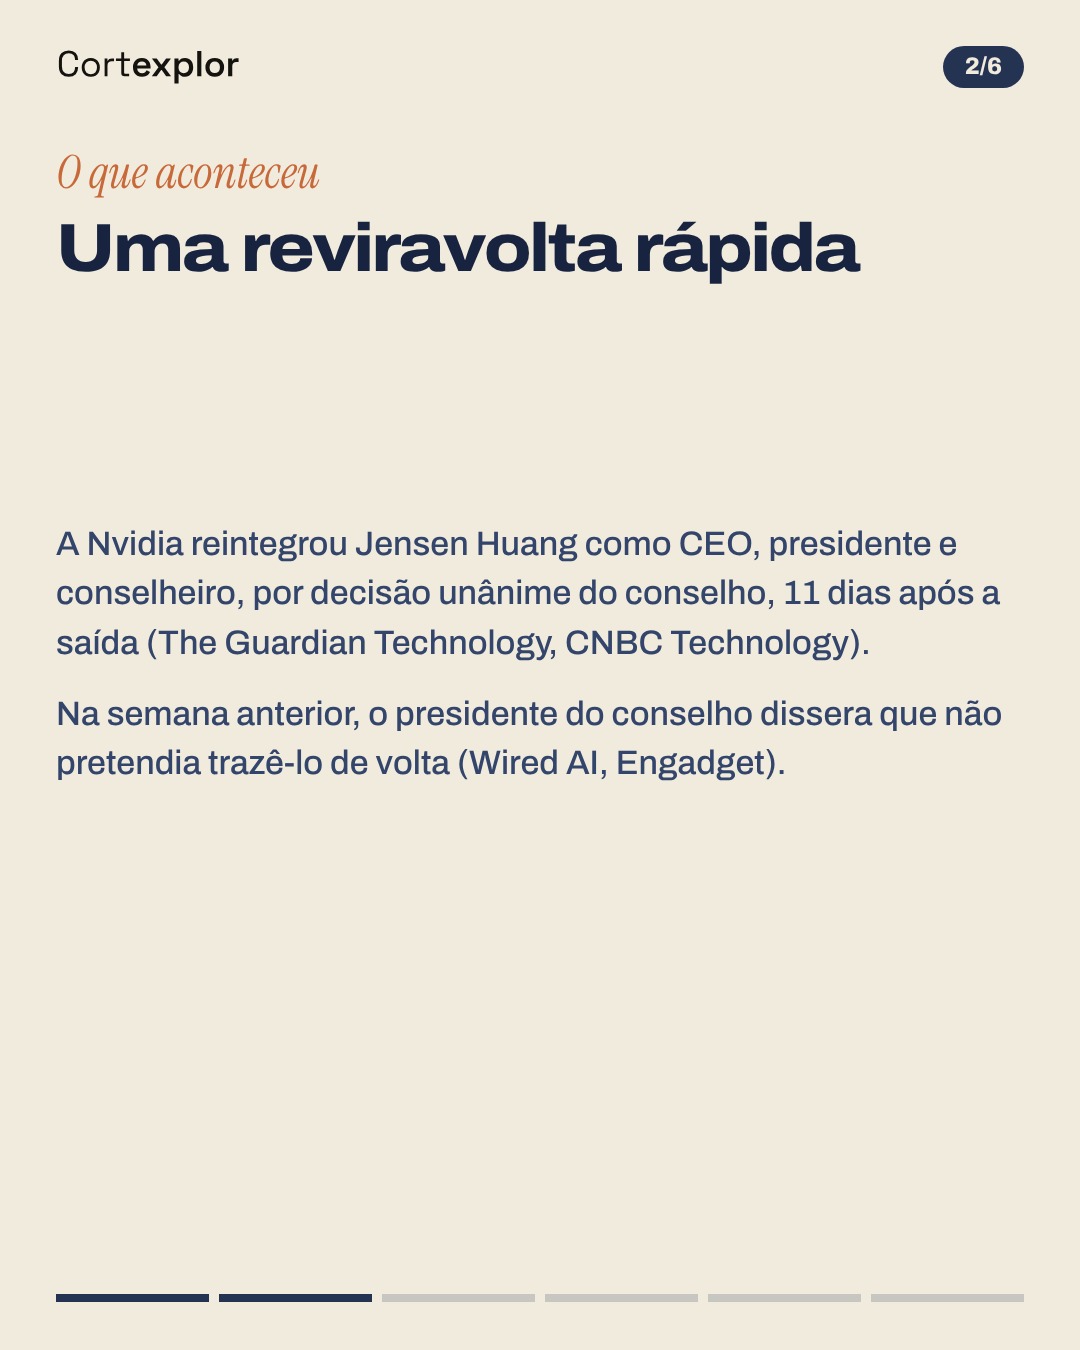 Cortexplor
2/6
O que aconteceu
Uma reviravolta rápida
A Nvidia reintegrou Jensen Huang como CEO, presidente e
conselheiro, por decisão unânime do conselho, 11 dias após a
saída (The Guardian Technology, CNBC Technology).
Na semana anterior, o presidente do conselho dissera que não
pretendia trazê-lo de volta (Wired AI, Engadget).